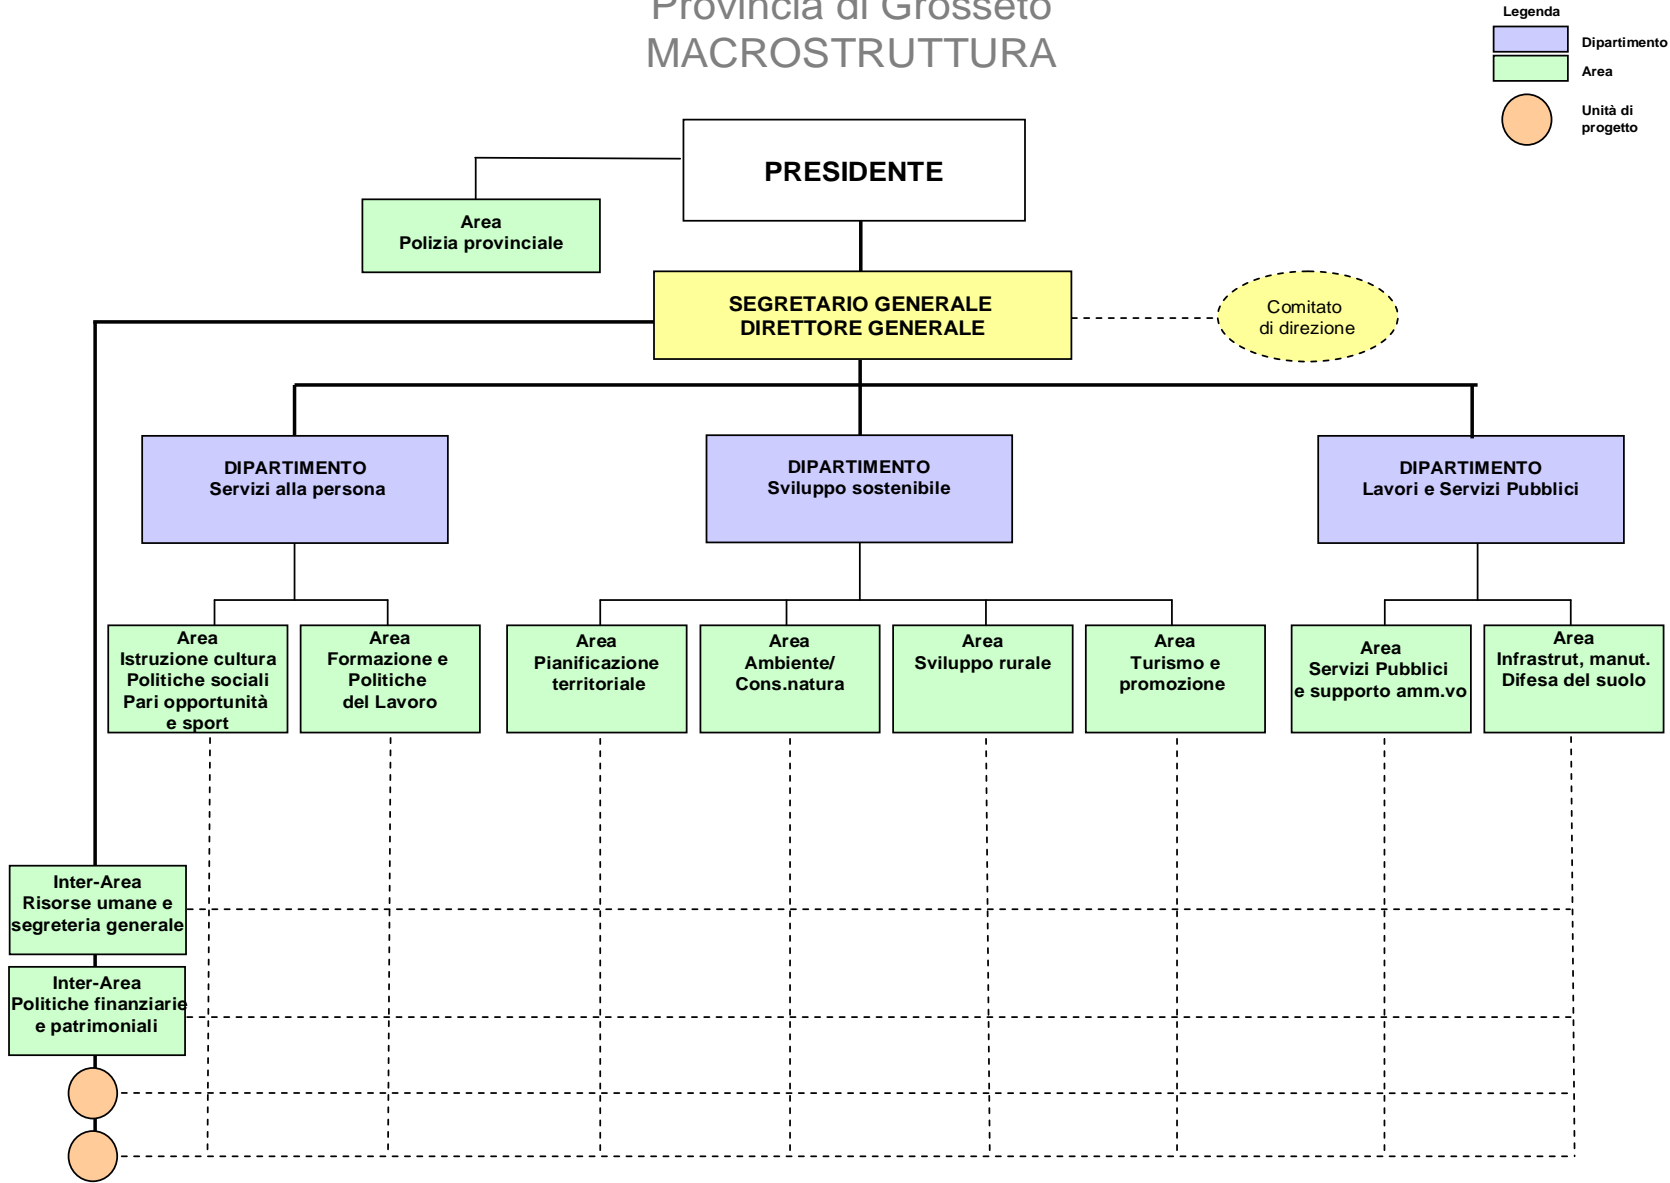 Provincia di Grosseto
MACROSTRUTTURA
Legenda
Dipartimento
Area
Unità di
progetto
PRESIDENTE
Area
Polizia provinciale
SEGRETARIO GENERALE
DIRETTORE GENERALE
Comitato
di direzione
DIPARTIMENTO
Servizi alla persona
DIPARTIMENTO
Sviluppo sostenibile
DIPARTIMENTO
Lavori e Servizi Pubblici
Area
Istruzione cultura
Politiche sociali
Pari opportunità
e sport
Area
Formazione e
Politiche
del Lavoro
Area
Pianificazione
territoriale
Area
Ambiente/
Cons.natura
Area
Sviluppo rurale
Area
Turismo e
promozione
Area
Servizi Pubblici
e supporto amm.vo
Area
Infrastrut, manut.
Difesa del suolo
Inter-Area
Risorse umane e
segreteria generale
Inter-Area
Politiche finanziarie
e patrimoniali